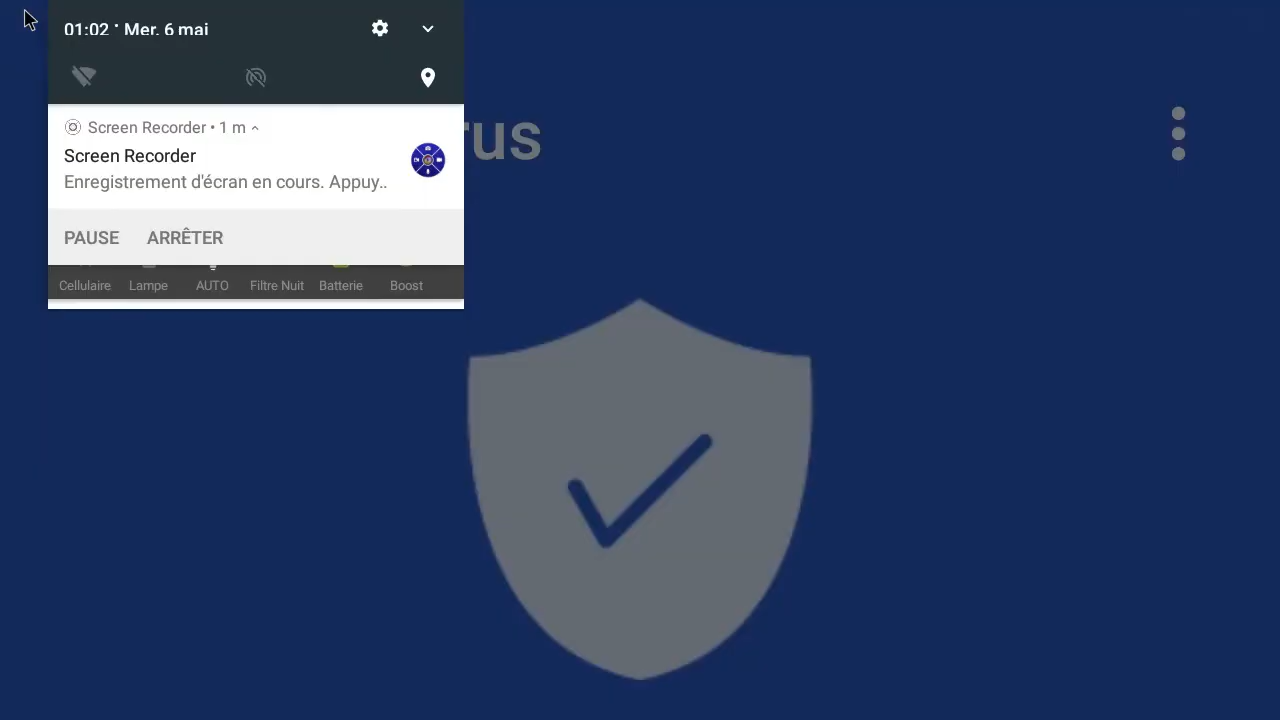 01:02 · Mer. 6 mai
rus
Screen Recorder • 1 m
Screen Recorder
Enregistrement d'écran en cours. Appuy..
PAUSE ARRÊTER
Cellulaire Lampe AUTO Filtre Nuit Batterie Boost